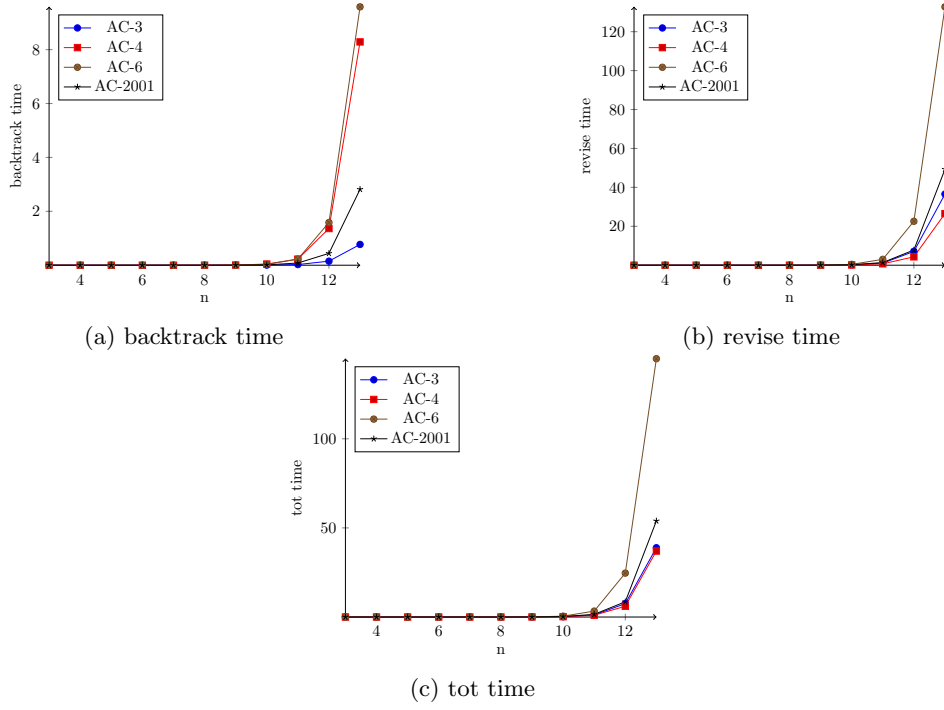 AC-3
AC-4
AC-6
AC-2001
8
6
4
2
backtrack time
4
6
8
10
12
n
(a) backtrack time
AC-3
AC-4
AC-6
AC-2001
120
100
80
60
40
20
revise time
4
6
8
10
12
n
(b) revise time
AC-3
AC-4
AC-6
AC-2001
100
50
tot time
4
6
8
10
12
n
(c) tot time